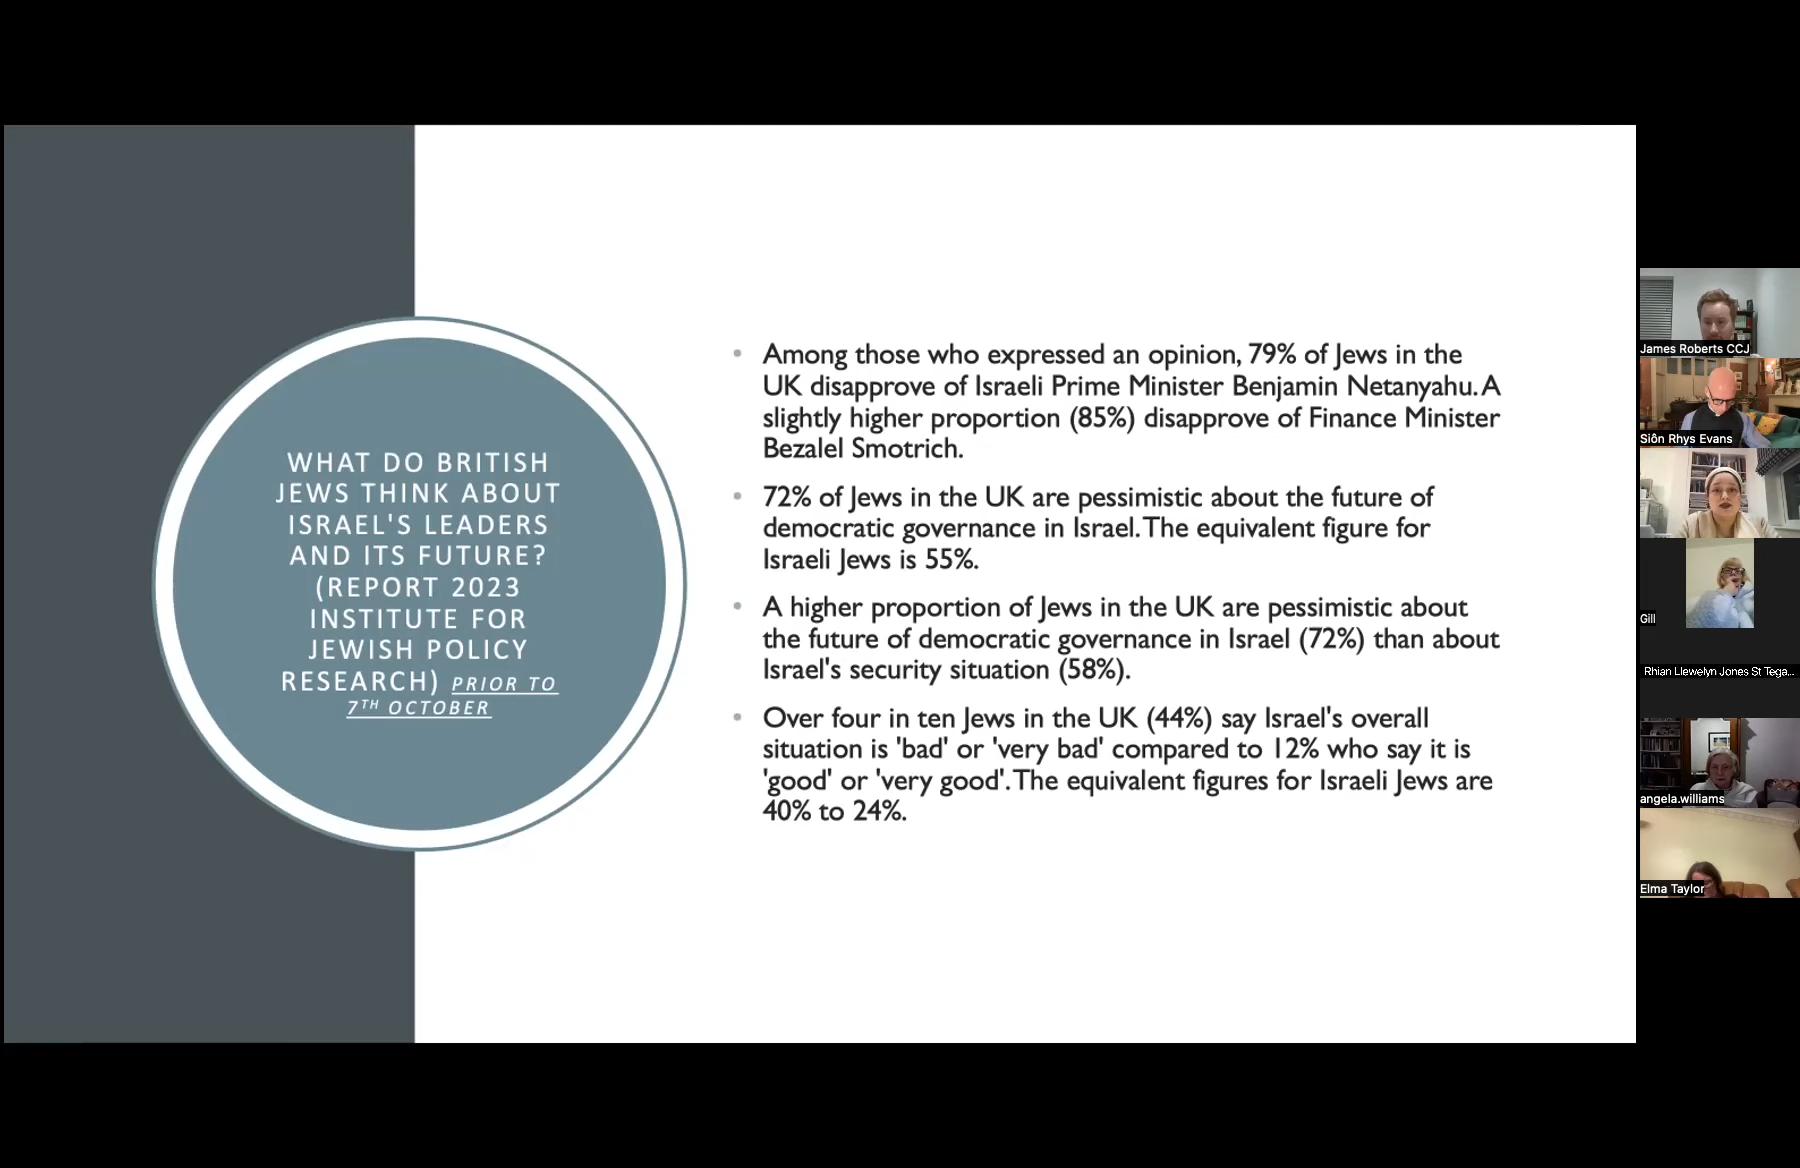 WHAT DO BRITISH
JEWS THINK ABOUT
ISRAEL'S LEADERS
AND ITS FUTURE?
(REPORT 2023
INSTITUTE FOR
JEWISH POLICY
RESEARCH) PRIOR TO
7TH OCTOBER
• Among those who expressed an opinion, 79% of Jews in the
UK disapprove of Israeli Prime Minister Benjamin Netanyahu. A
slightly higher proportion (85%) disapprove of Finance Minister
Bezalel Smotrich.
• 72% of Jews in the UK are pessimistic about the future of
democratic governance in Israel. The equivalent figure for
Israeli Jews is 55%.
• A higher proportion of Jews in the UK are pessimistic about
the future of democratic governance in Israel (72%) than about
Israel's security situation (58%).
• Over four in ten Jews in the UK (44%) say Israel's overall
situation is 'bad' or 'very bad' compared to 12% who say it is
'good' or 'very good'. The equivalent figures for Israeli Jews are
40% to 24%.
James Roberts CCJ
Siôn Rhys Evans
Gill
Rhian Llewelyn Jones St Tega...
angela.williams
Elma Taylor